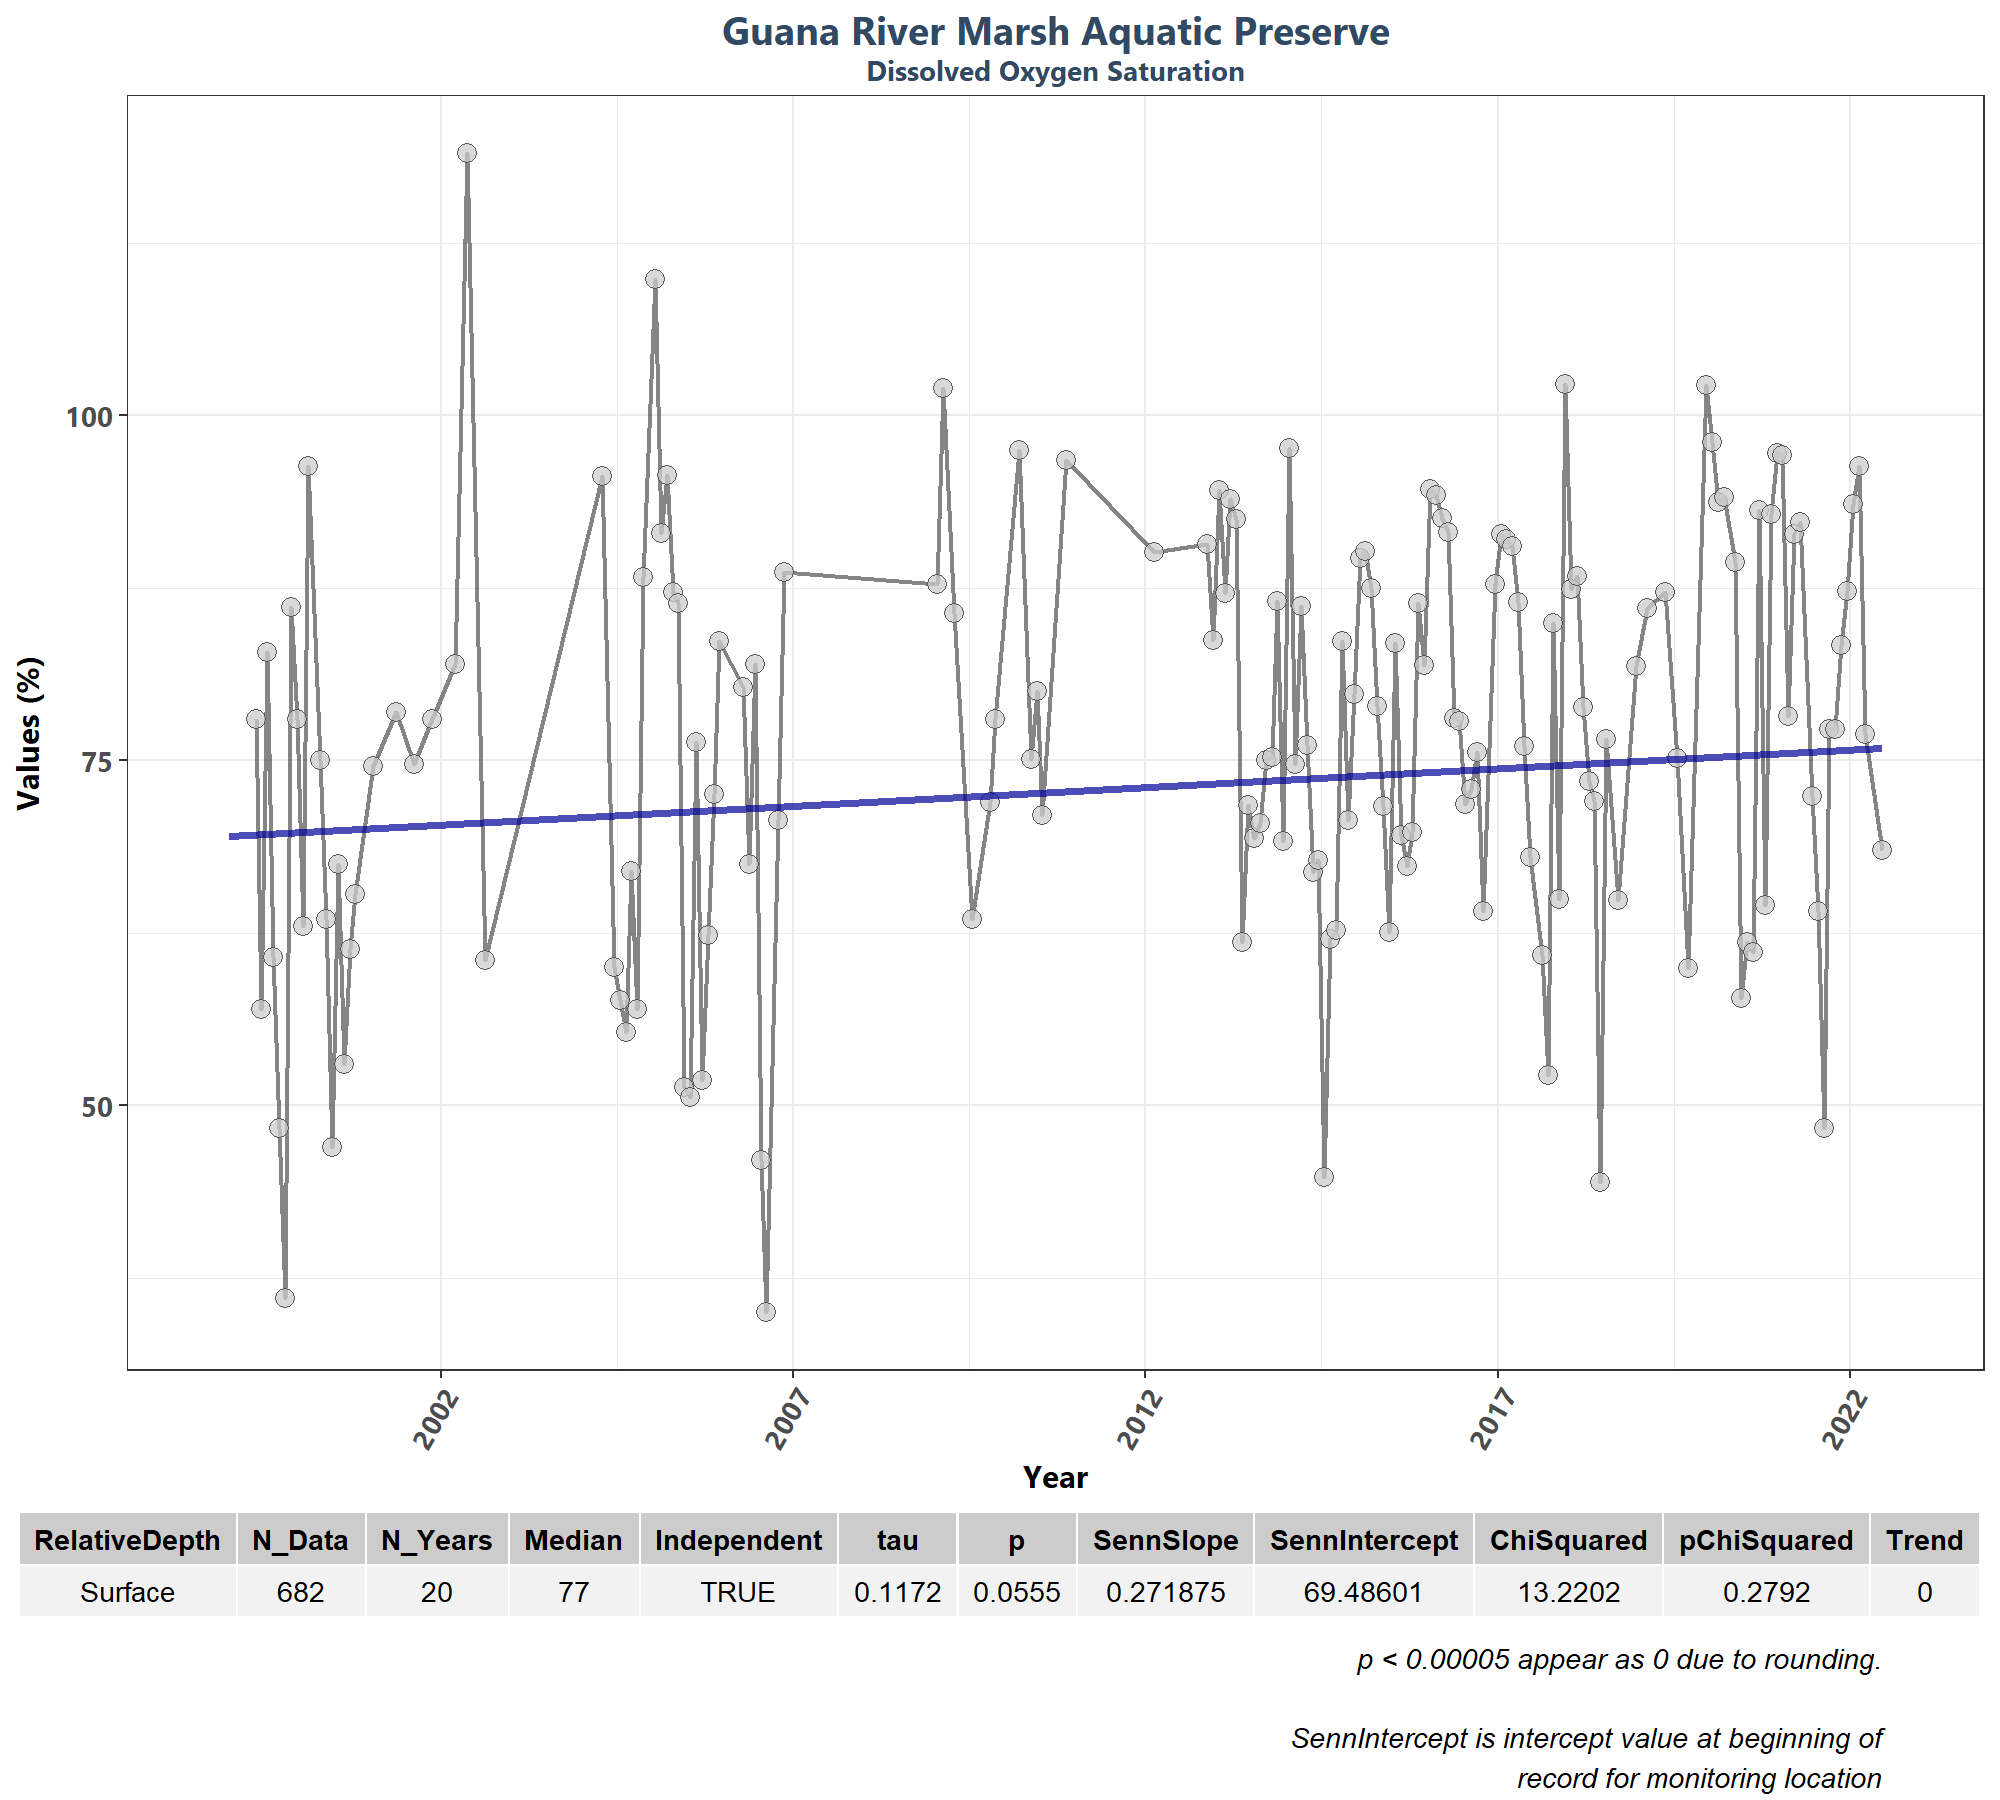 Guana River Marsh Aquatic Preserve
Dissolved Oxygen Saturation
Values (%)
100
75
50
2002
2007
2012
2017
2022
Year
RelativeDepth N_Data N_Years Median Independent tau p SennSlope SennIntercept ChiSquared pChiSquared Trend
Surface 682 20 77 TRUE 0.1172 0.0555 0.271875 69.48601 13.2202 0.2792 0
p < 0.00005 appear as 0 due to rounding.
SennIntercept is intercept value at beginning of
record for monitoring location